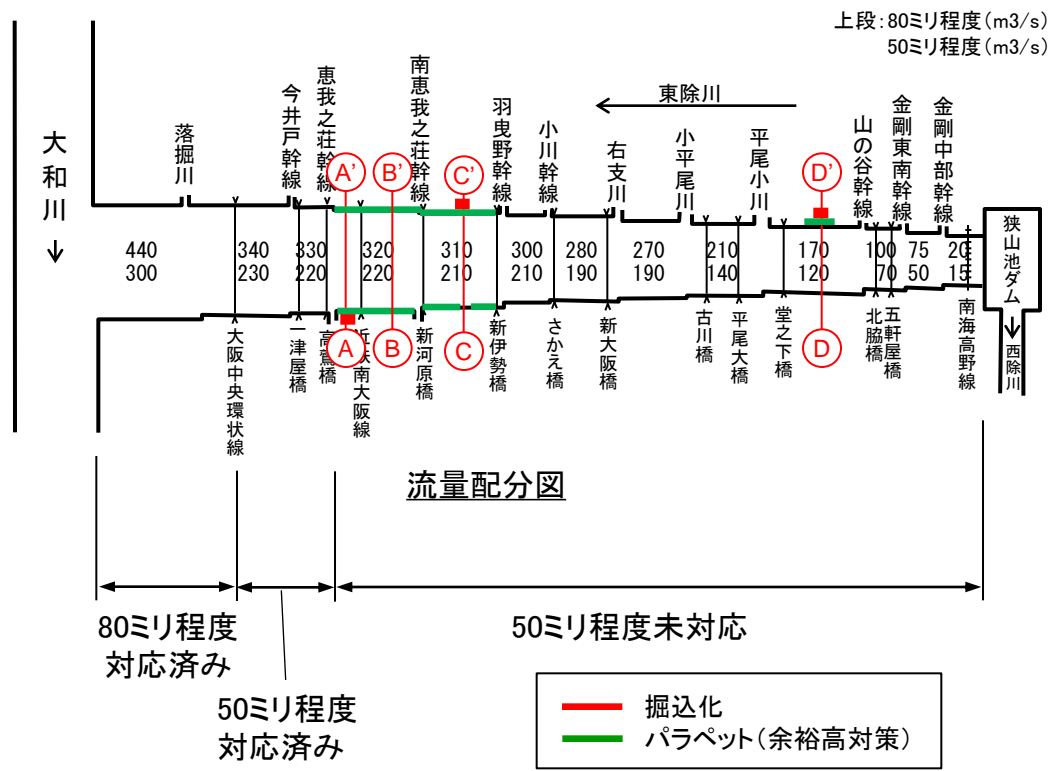 上段:80ミリ程度(m3/s)
50ミリ程度(m3/s)
東除川
大和川
落掘川
今井戸幹線
恵我之荘幹線
南恵我之荘幹線
羽曳野幹線
小川幹線
右支川
小平尾川
平尾小川
山の谷幹線
金剛東南幹線
金剛中部幹線
A'
B'
C'
D'
440 340 330 320 310 300 280 270 210 170 100 75 20
300 230 220 220 210 210 190 190 140 120 70 50 15
狭山池ダム
西除川
A
B
C
D
大阪中央環状線
一津屋橋
高鷲橋
近鉄南大阪線
新河原橋
新伊勢橋
さかえ橋
新大阪橋
古川橋
平尾大橋
堂之下橋
北脇橋
五軒屋橋
南海高野線
流量配分図
80ミリ程度
対応済み
50ミリ程度
対応済み
50ミリ程度未対応
掘込化
パラペット(余裕高対策)